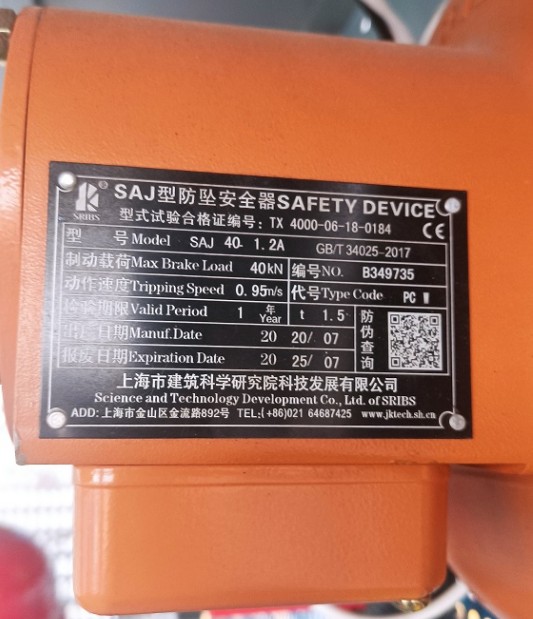 SRIBS
SAJ型防坠安全器SAFETY DEVICE
型式试验合格证编号: TX 4000-06-18-0184 CE
型 号Model SAJ 40- 1.2A GB/T 34025-2017
制动载荷Max Brake Load 40kN 编号NO. B349735
动作速度Tripping Speed 0.95m/s 代号Type Code PC W
检验期限Valid Period 1 年Year t 1.5 防伪查询
出厂日期Manuf.Date 20 20/ 07
报废日期Expiration Date 20 25/ 07
上海市建筑科学研究院科技发展有限公司
Science and Technology Development Co., Ltd. of SRIBS
ADD: 上海市金山区金流路892号 TEL:(+86)021 64687425 www.jktech.sh.cn